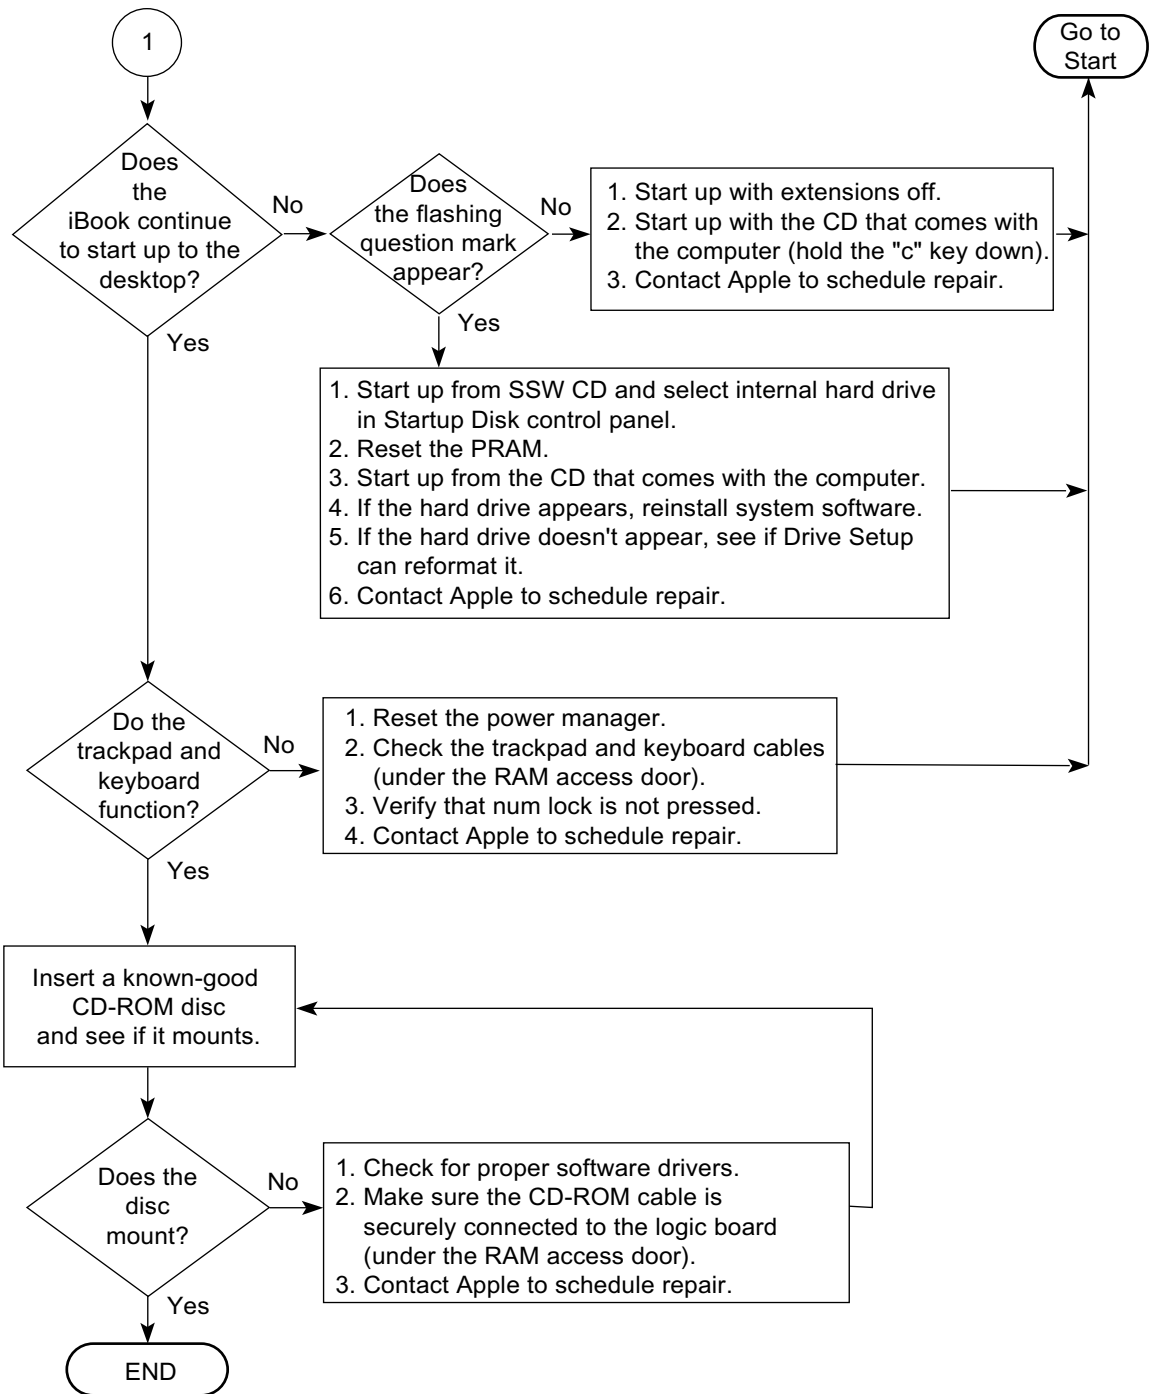 1
Go to
Start
Does
the
iBook continue
to start up to the
desktop?
No
Does
the flashing
question mark
appear?
No
1. Start up with extensions off.
2. Start up with the CD that comes with
the computer (hold the "c" key down).
3. Contact Apple to schedule repair.
Yes
Yes
1. Start up from SSW CD and select internal hard drive
in Startup Disk control panel.
2. Reset the PRAM.
3. Start up from the CD that comes with the computer.
4. If the hard drive appears, reinstall system software.
5. If the hard drive doesn't appear, see if Drive Setup
can reformat it.
6. Contact Apple to schedule repair.
Do the
trackpad and
keyboard
function?
No
1. Reset the power manager.
2. Check the trackpad and keyboard cables
(under the RAM access door).
3. Verify that num lock is not pressed.
4. Contact Apple to schedule repair.
Yes
Insert a known-good
CD-ROM disc
and see if it mounts.
Does the
disc
mount?
No
1. Check for proper software drivers.
2. Make sure the CD-ROM cable is
securely connected to the logic board
(under the RAM access door).
3. Contact Apple to schedule repair.
Yes
END